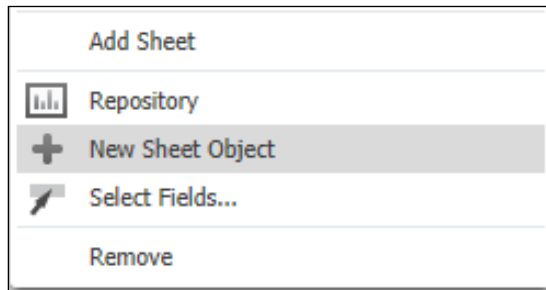 Add Sheet
Repository
New Sheet Object
Select Fields...
Remove